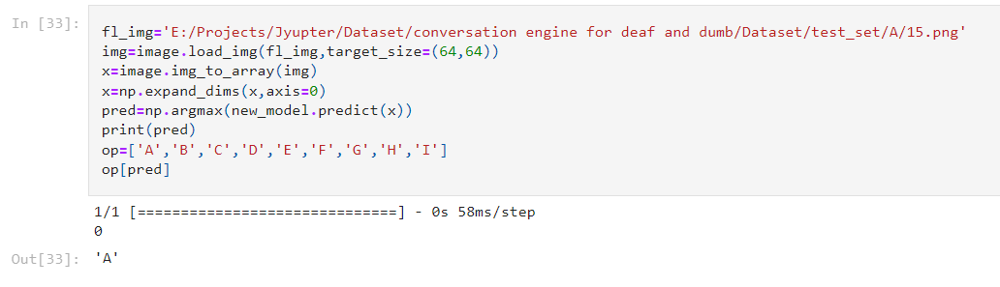 In [33]:
fl_img='E:/Projects/Jyupter/Dataset/conversation engine for deaf and dumb/Dataset/test_set/A/15.png'
img=image.load_img(fl_img,target_size=(64,64))
x=image.img_to_array(img)
x=np.expand_dims(x,axis=0)
pred=np.argmax(new_model.predict(x))
print(pred)
op=['A','B','C','D','E','F','G','H','I']
op[pred]
1/1 [==============================] - 0s 58ms/step
0
Out[33]: 'A'